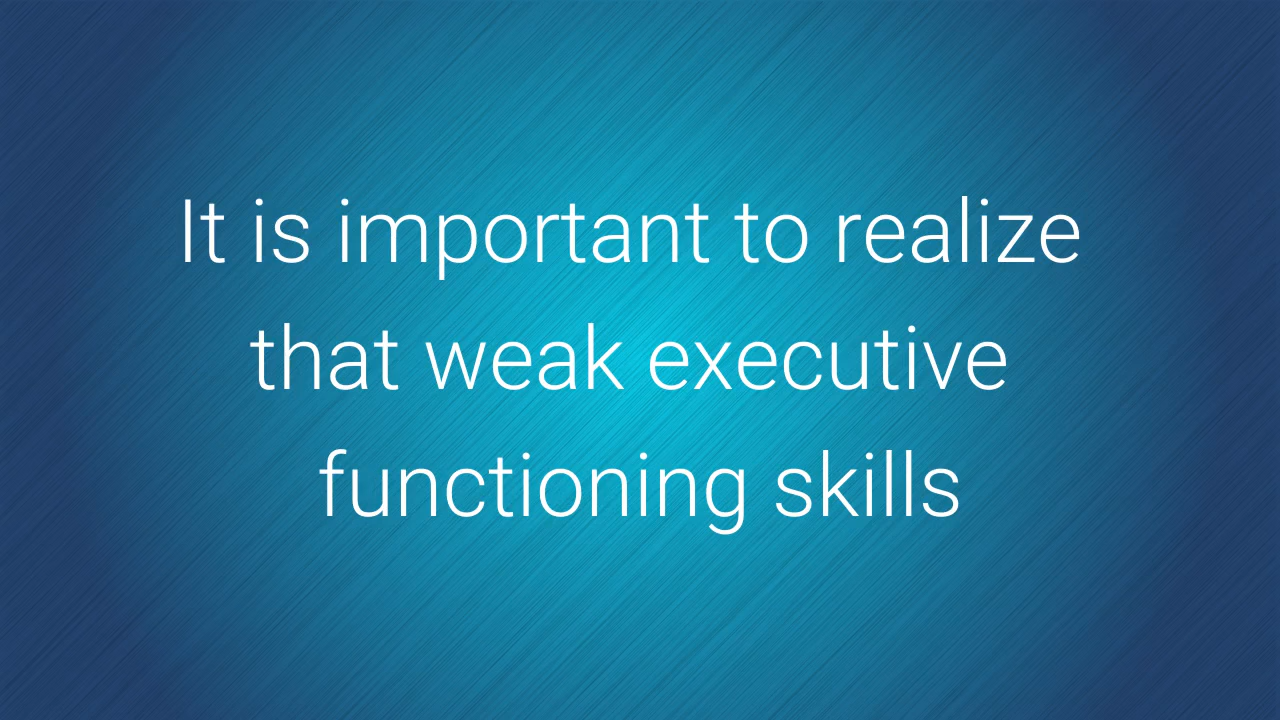 It is important to realize
that weak executive
functioning skills